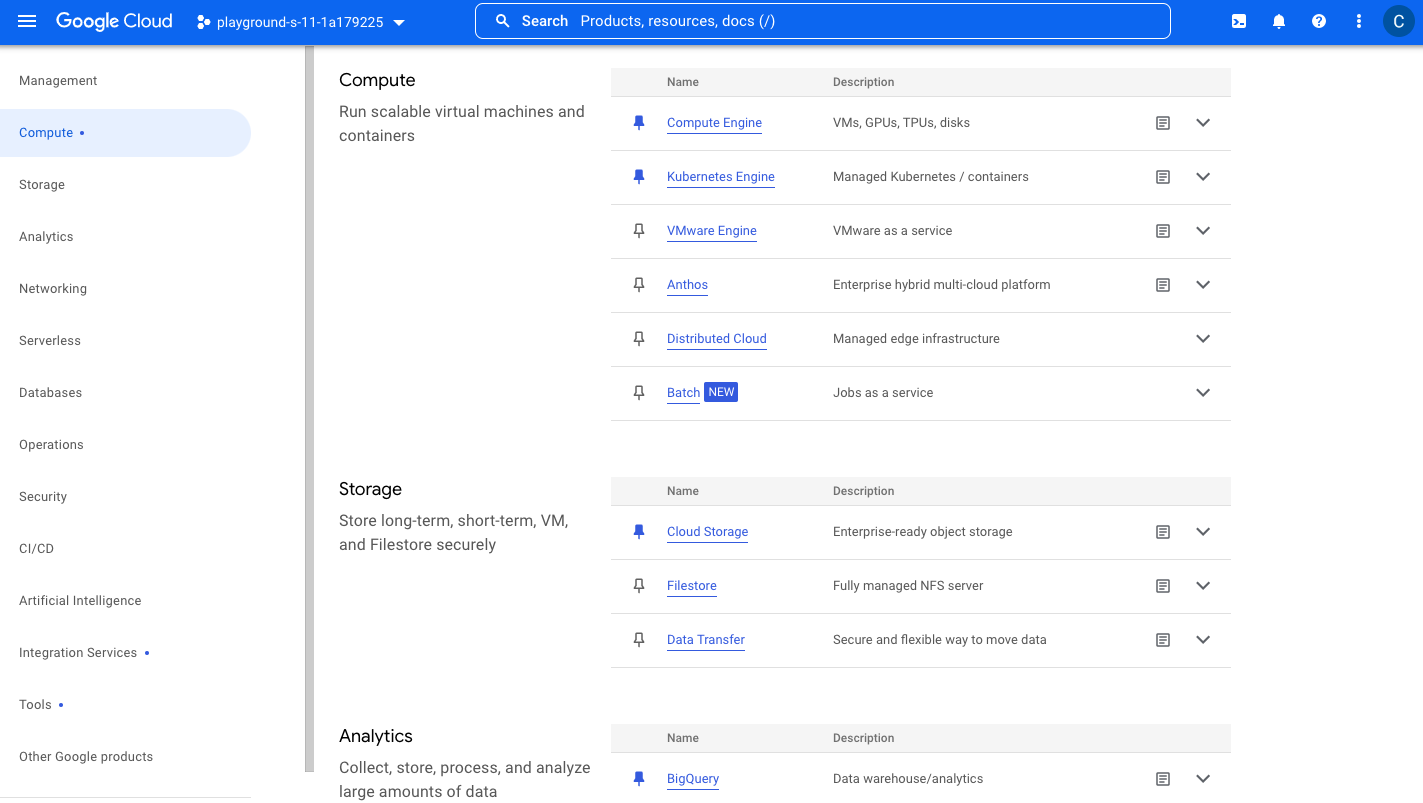 Google Cloud
playground-s-11-1a179225
Search Products, resources, docs (/)
C
Management
Compute
Storage
Analytics
Networking
Serverless
Databases
Operations
Security
CI/CD
Artificial Intelligence
Integration Services
Tools
Other Google products
Compute
Run scalable virtual machines and
containers
Name Description
Compute Engine VMs, GPUs, TPUs, disks
Kubernetes Engine Managed Kubernetes / containers
VMware Engine VMware as a service
Anthos Enterprise hybrid multi-cloud platform
Distributed Cloud Managed edge infrastructure
Batch NEW Jobs as a service
Storage
Store long-term, short-term, VM,
and Filestore securely
Name Description
Cloud Storage Enterprise-ready object storage
Filestore Fully managed NFS server
Data Transfer Secure and flexible way to move data
Analytics
Collect, store, process, and analyze
large amounts of data
Name Description
BigQuery Data warehouse/analytics